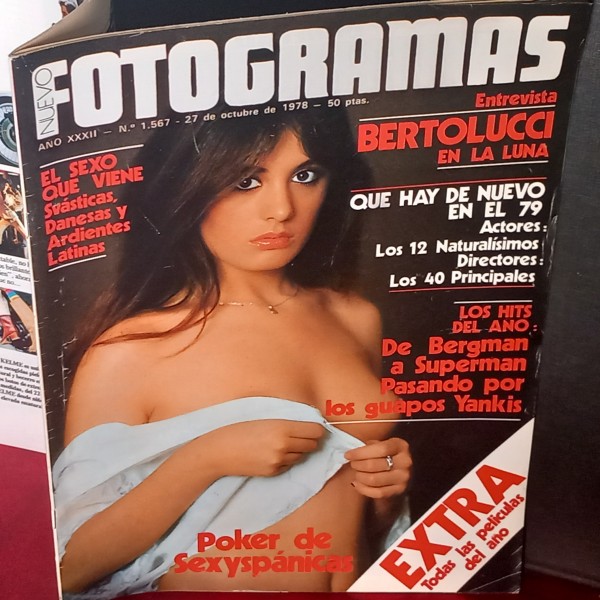 NUEVO
FOTOGRAMAS
AÑO XXXII — N.º 1.567 - 27 de octubre de 1978 — 50 ptas.
EL SEXO
QUE VIENE
Svásticas,
Danesas y
Ardientes
Latinas
Entrevista
BERTOLUCCI
EN LA LUNA
QUE HAY DE NUEVO
EN EL 79
Actores:
Los 12 Naturalísimos
Directores:
Los 40 Principales
LOS HITS
DEL AÑO:
De Bergman
a Superman
Pasando por
los guapos Yankis
Poker de
Sexyspánicas
EXTRA
Todas las películas
del año